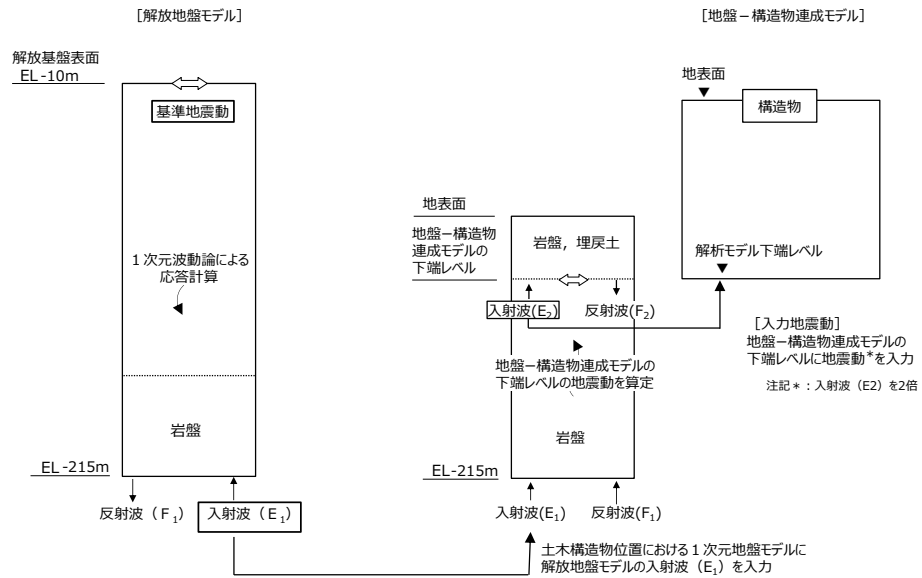 [解放地盤モデル]
解放基盤表面
EL-10m
基準地震動
1次元波動論による
応答計算
岩盤
EL-215m
反射波（F1）
入射波（E1）
地表面
地盤－構造物
連成モデルの
下端レベル
岩盤，埋戻土
入射波(E2)
反射波(F2)
地盤－構造物連成モデルの
下端レベルの地震動を算定
岩盤
EL-215m
入射波(E1)
反射波(F1)
土木構造物位置における１次元地盤モデルに
解放地盤モデルの入射波（E1）を入力
[地盤－構造物連成モデル]
地表面
構造物
解析モデル下端レベル
[入力地震動]
地盤－構造物連成モデルの
下端レベルに地震動*を入力
注記＊：入射波（E2）を2倍